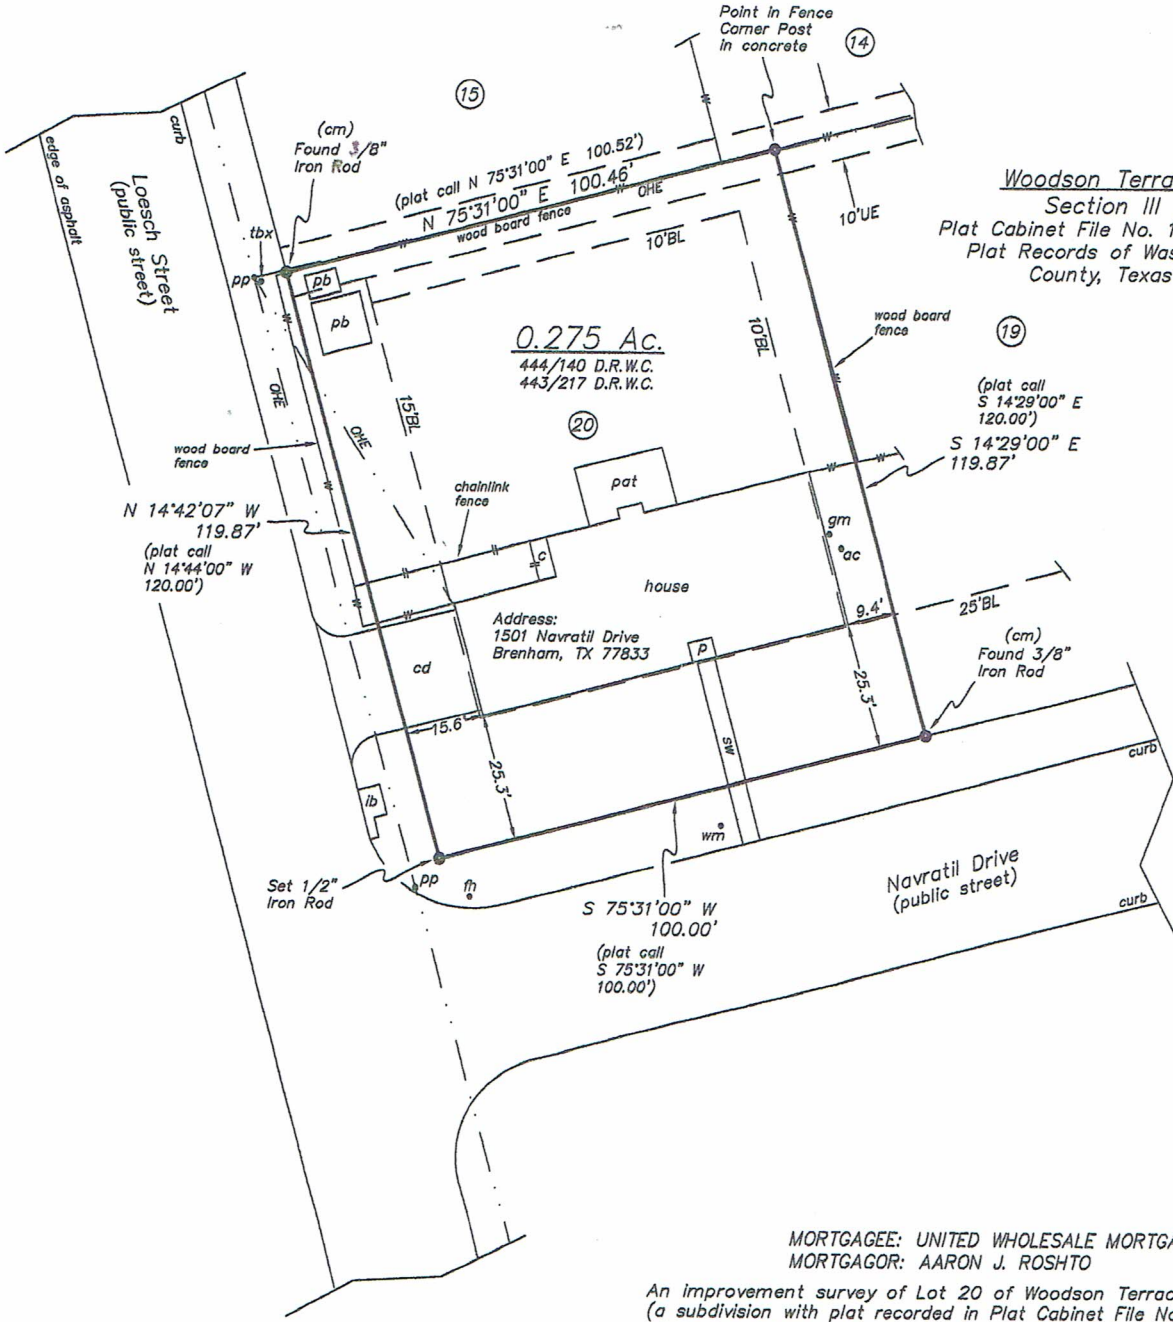 Point in Fence
Corner Post
in concrete
14
15
(cm)
Found 3/8"
Iron Rod
curb
edge of asphalt
Loesch Street
(public street)
(plat call N 75°31'00" E 100.52')
N 75°31'00" E 100.46'
wood board fence
OHE
10'UE
10'BL
Woodson Terra
Section III
Plat Cabinet File No. 1
Plat Records of Was
County, Texas
tbx
pp
pb
pb
0.275 Ac.
444/140 D.R.W.C.
443/217 D.R.W.C.
20
10'BL
wood board
fence
19
(plat call
S 14°29'00" E
120.00')
S 14°29'00" E
119.87'
OHE
OHE
15'BL
wood board
fence
N 14°42'07" W
119.87'
(plat call
N 14°44'00" W
120.00')
chainlink
fence
pat
c
gm
ac
house
9.4'
25'BL
Address:
1501 Navratil Drive
Brenham, TX 77833
cd
p
(cm)
Found 3/8"
Iron Rod
15.6'
25.3'
25.3'
sw
curb
ib
wm
Set 1/2"
Iron Rod
pp
fh
S 75°31'00" W
100.00'
(plat call
S 75°31'00" W
100.00')
Navratil Drive
(public street)
curb
MORTGAGEE: UNITED WHOLESALE MORTGA
MORTGAGOR: AARON J. ROSHTO
An improvement survey of Lot 20 of Woodson Terrac
(a subdivision with plat recorded in Plat Cabinet File No